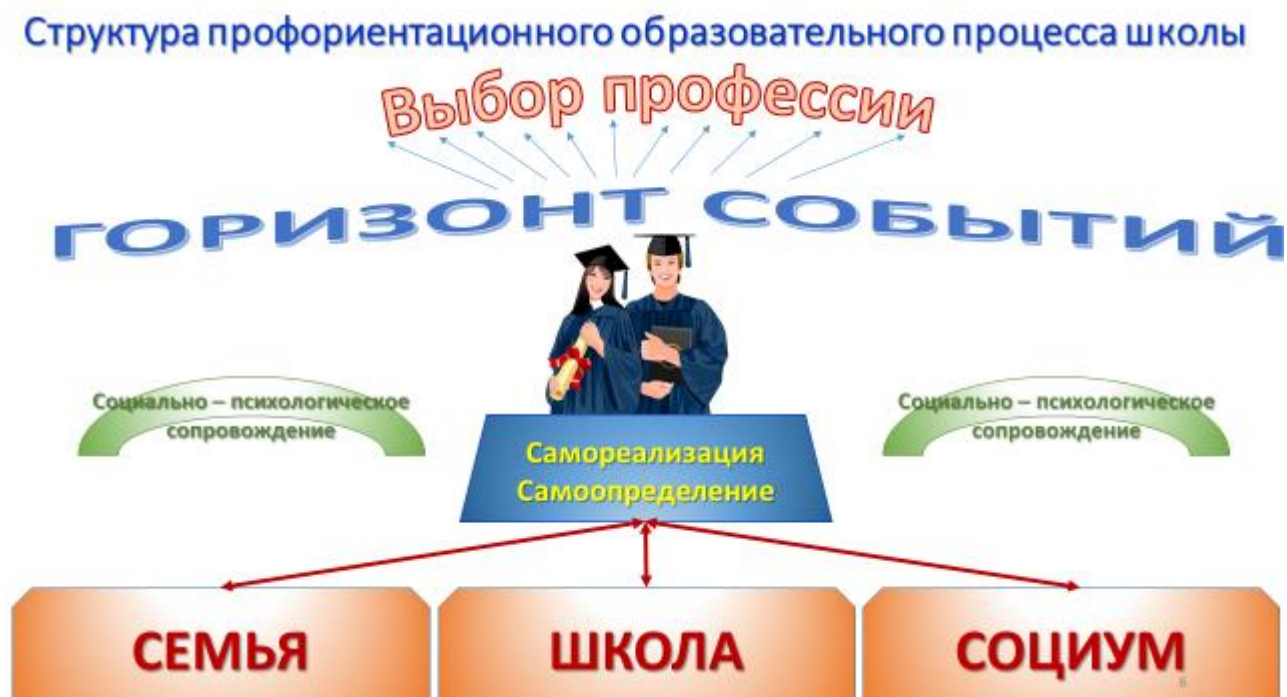 Структура профориентационного образовательного процесса школы
Выбор профессии
ГОРИЗОНТ СОБЫТИЙ
Социально – психологическое
сопровождение
Социально – психологическое
сопровождение
Самореализация
Самоопределение
СЕМЬЯ
ШКОЛА
СОЦИУМ
6